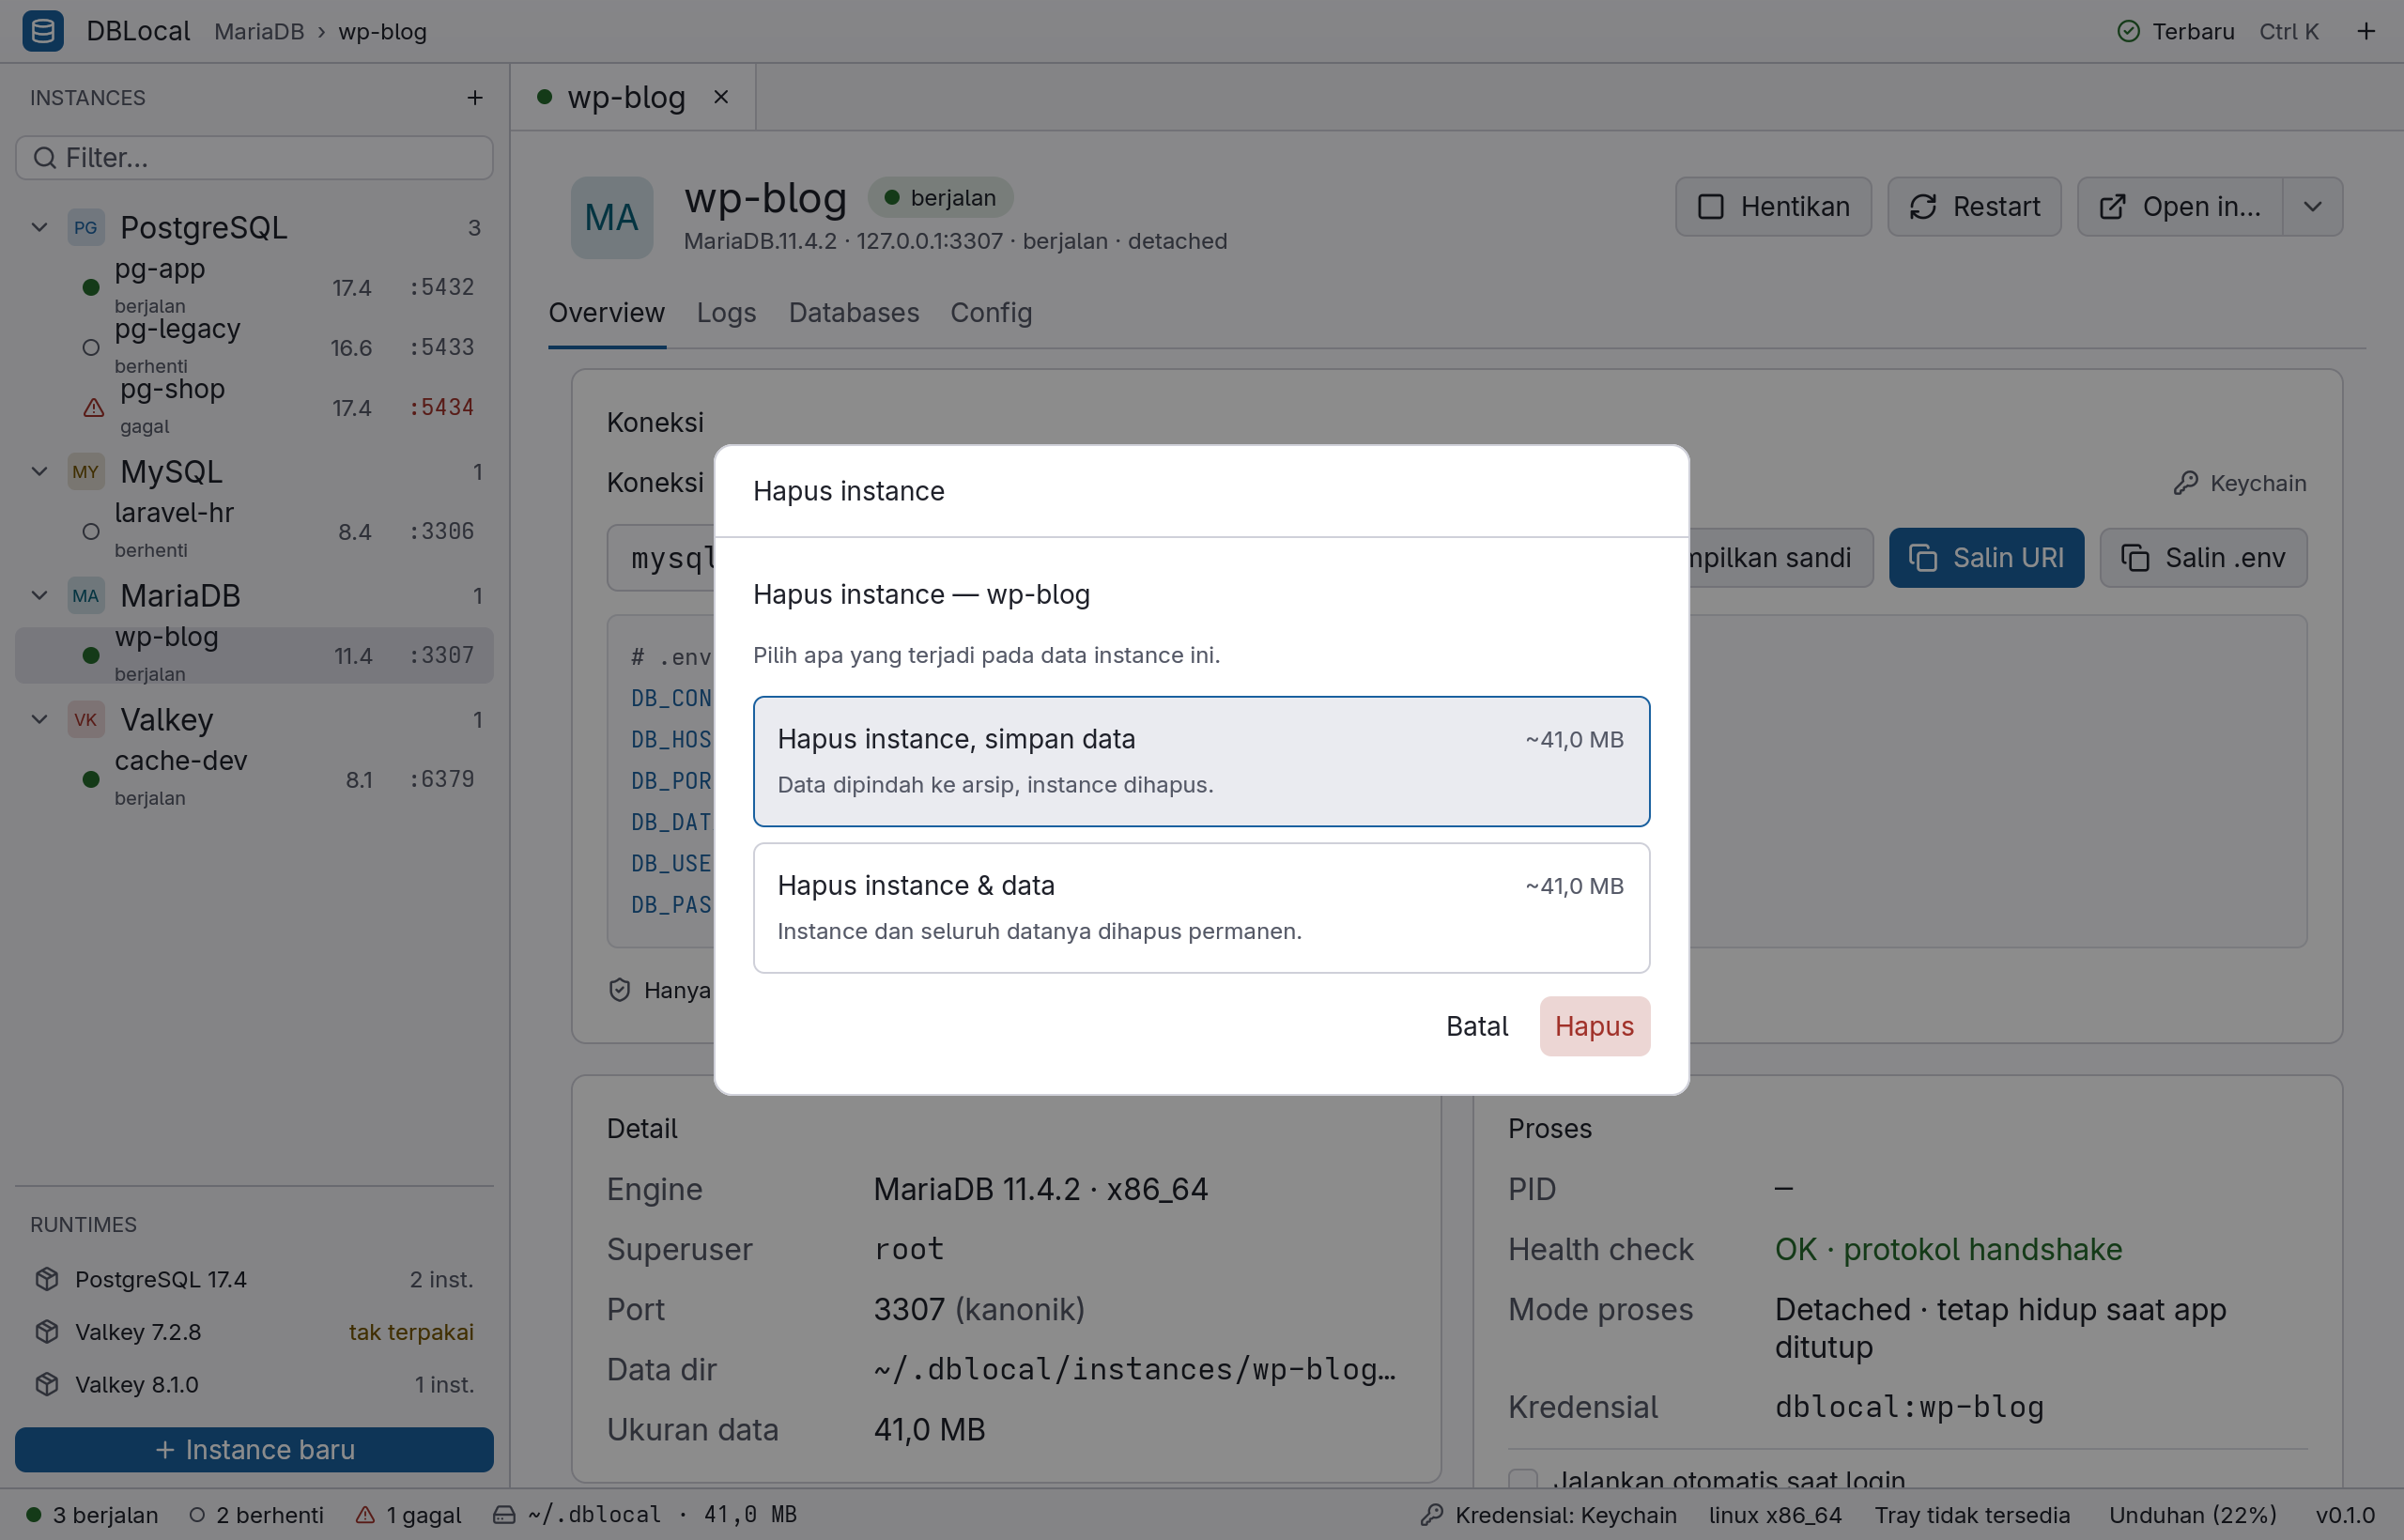 DBLocal MariaDB › wp-blog
Terbaru Ctrl K
INSTANCES
Filter...
PG PostgreSQL 3
pg-app
berjalan
17.4 :5432
pg-legacy
berhenti
16.6 :5433
pg-shop
gagal
17.4 :5434
MY MySQL 1
laravel-hr
berhenti
8.4 :3306
MA MariaDB 1
wp-blog
berjalan
11.4 :3307
VK Valkey 1
cache-dev
berjalan
8.1 :6379
RUNTIMES
PostgreSQL 17.4 2 inst.
Valkey 7.2.8 tak terpakai
Valkey 8.1.0 1 inst.
+ Instance baru
wp-blog
MA
wp-blog berjalan
MariaDB.11.4.2 · 127.0.0.1:3307 · berjalan · detached
Hentikan Restart Open in...
Overview Logs Databases Config
Koneksi
Koneksi
Keychain
mysql
mpilkan sandi Salin URI Salin .env
# .env
DB_CON
DB_HOS
DB_POR
DB_DAT
DB_USE
DB_PAS
Hanya
Hapus instance
Hapus instance — wp-blog
Pilih apa yang terjadi pada data instance ini.
Hapus instance, simpan data ~41,0 MB
Data dipindah ke arsip, instance dihapus.
Hapus instance & data ~41,0 MB
Instance dan seluruh datanya dihapus permanen.
Batal Hapus
Detail
Engine MariaDB 11.4.2 · x86_64
Superuser root
Port 3307 (kanonik)
Data dir ~/.dblocal/instances/wp-blog…
Ukuran data 41,0 MB
Proses
PID —
Health check OK · protokol handshake
Mode proses Detached · tetap hidup saat app
ditutup
Kredensial dblocal:wp-blog
Jalankan otomatis saat login
3 berjalan 2 berhenti 1 gagal ~/.dblocal · 41,0 MB
Kredensial: Keychain linux x86_64 Tray tidak tersedia Unduhan (22%) v0.1.0